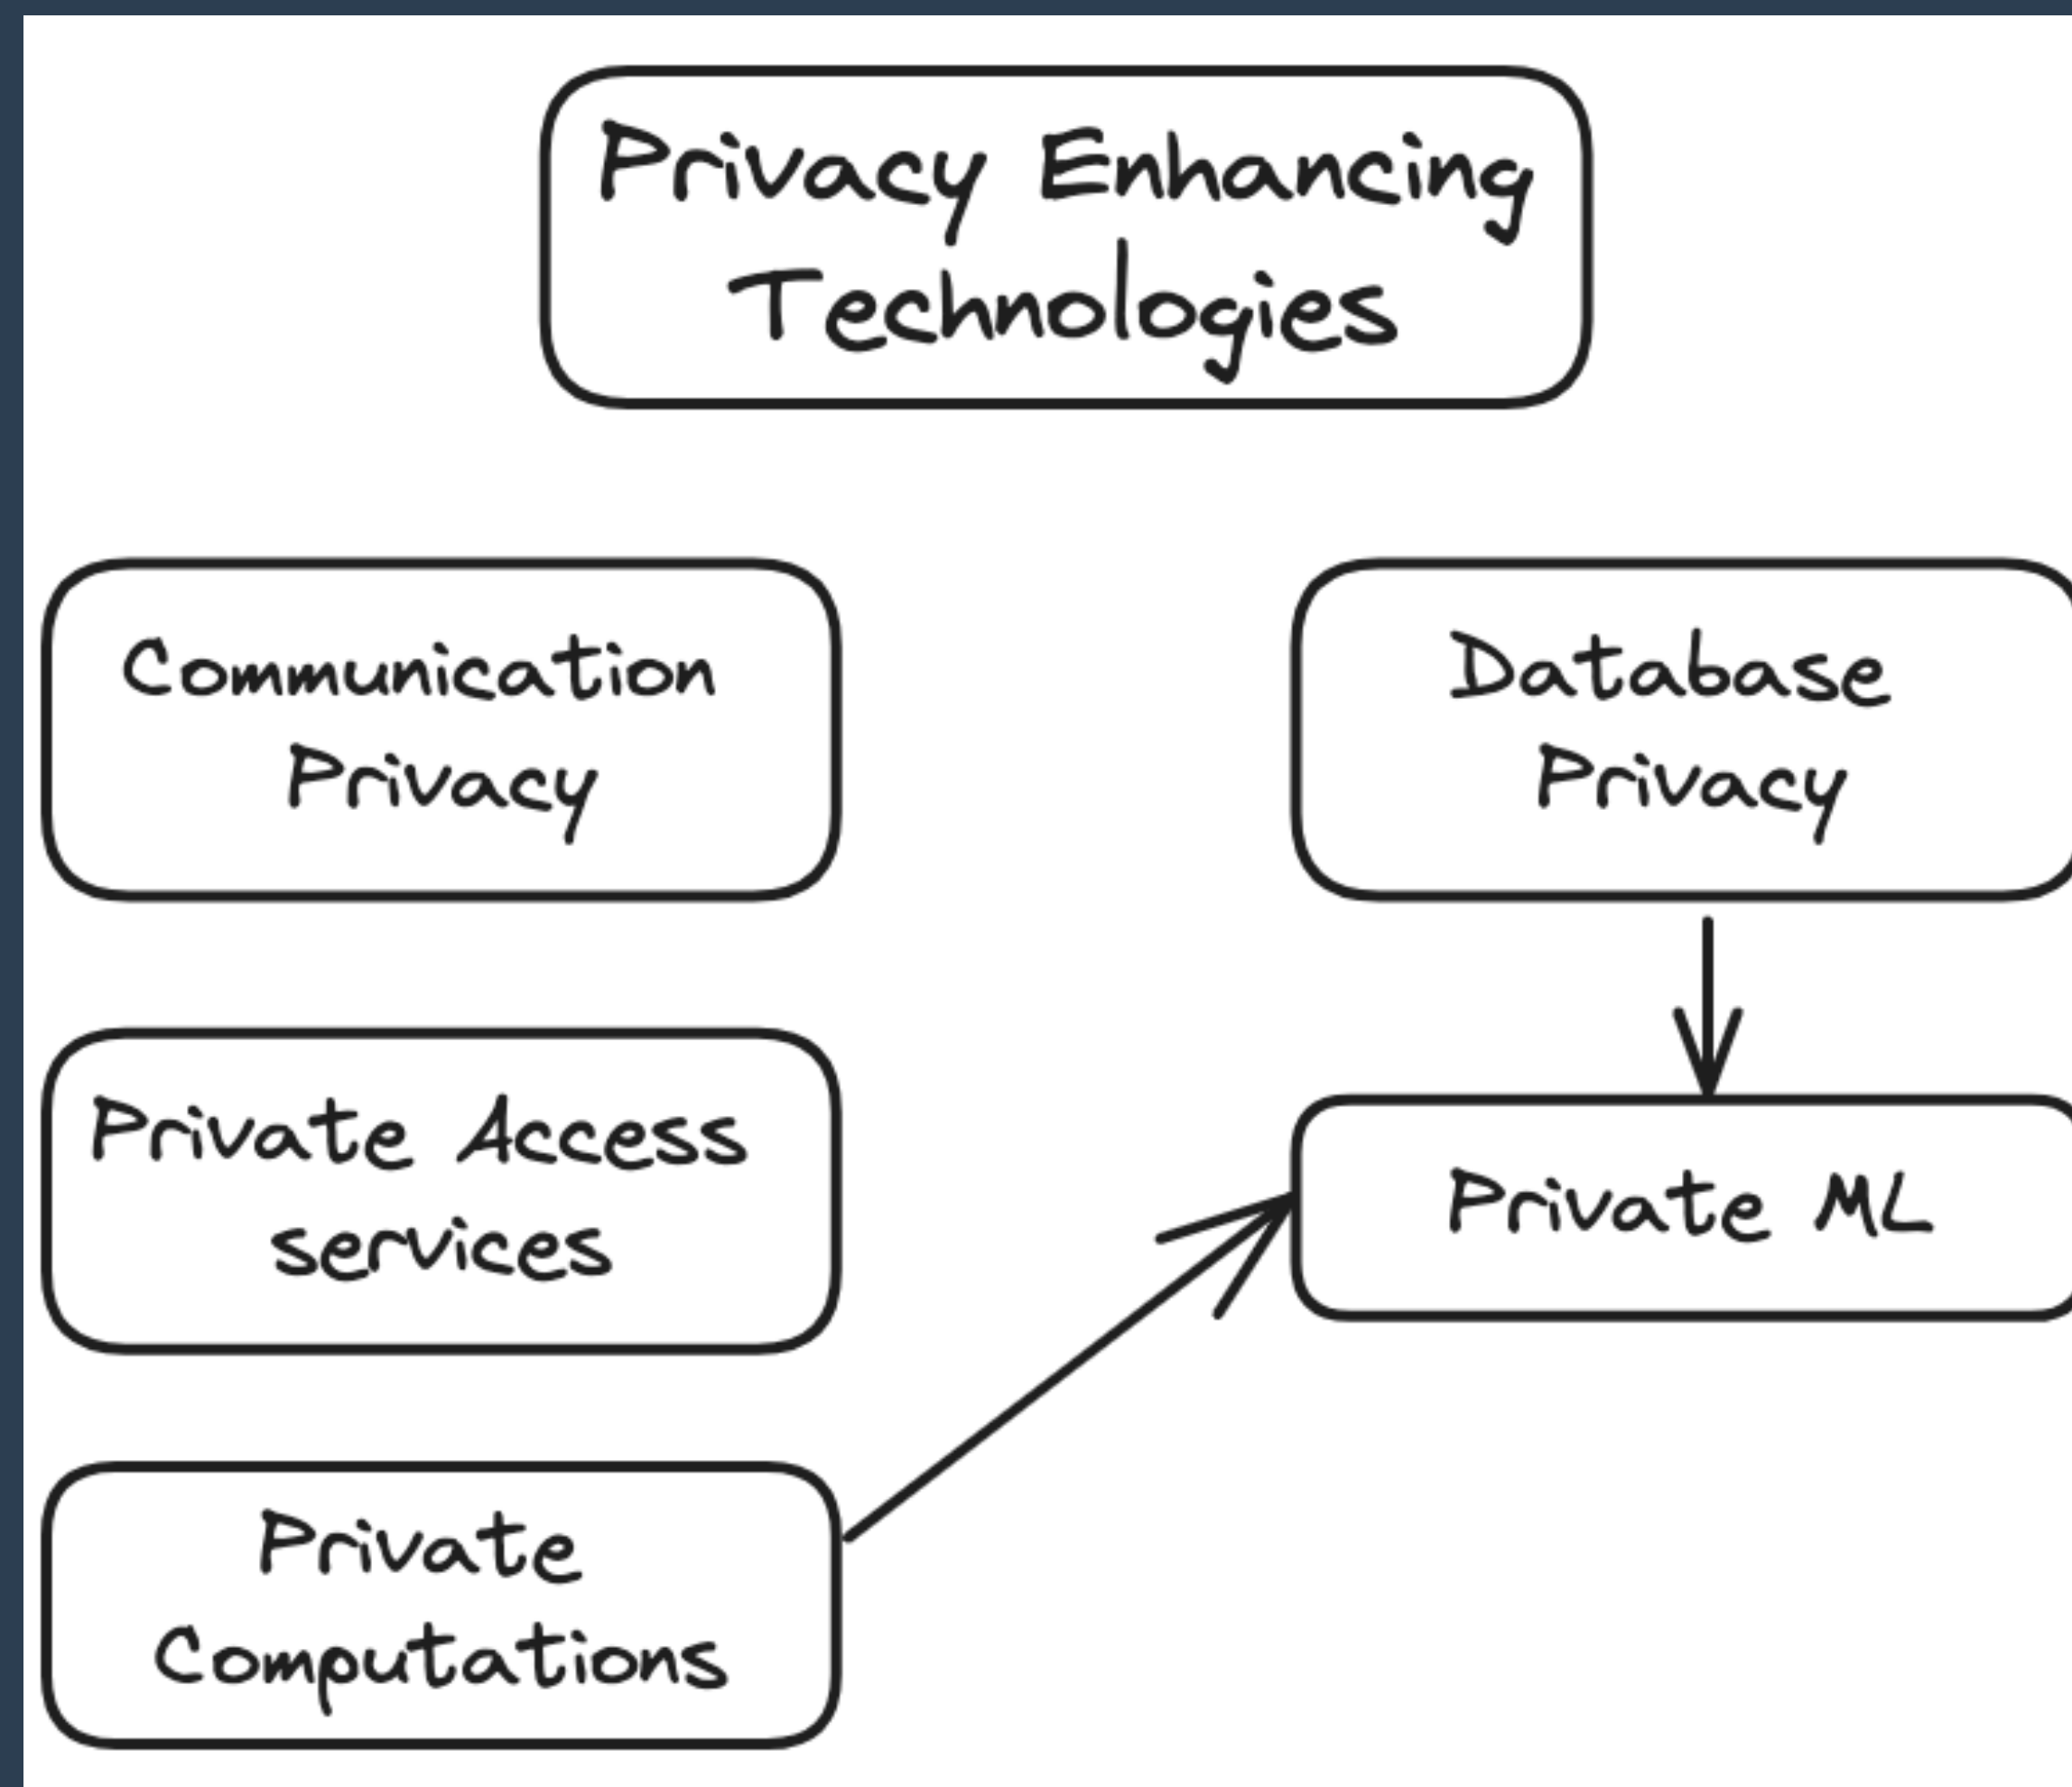 Privacy Enhancing
Technologies
Communication
Privacy
Database
Privacy
Private Access
services
Private ML
Private
Computations